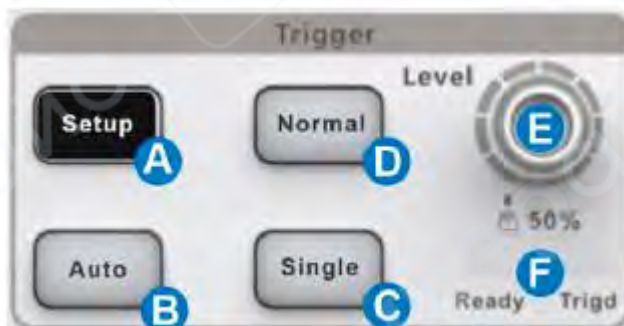 Trigger
Level
Setup
Normal
A
D
E
50%
Auto
Single
F
B
C
Ready Trigd